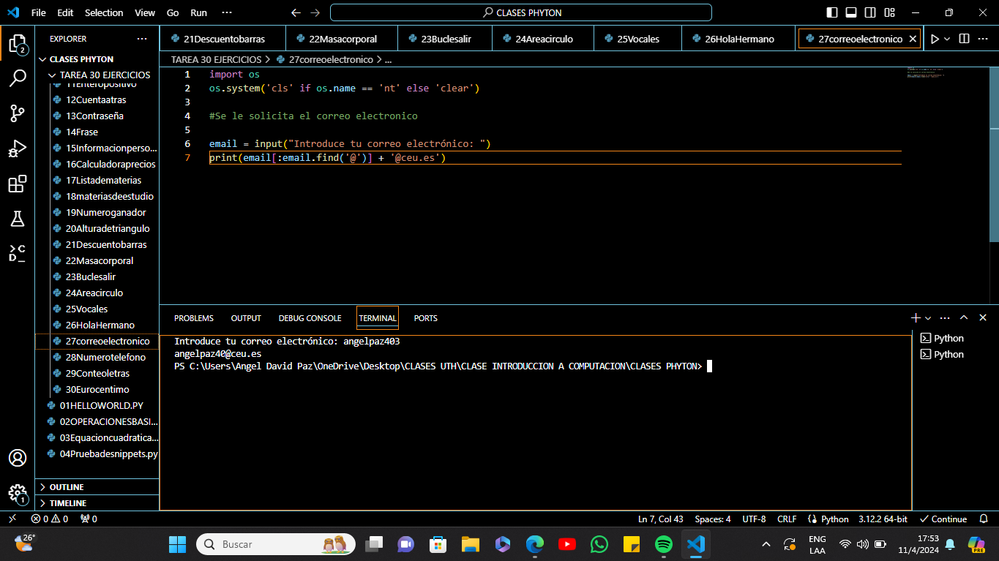 File Edit Selection View Go Run ··· CLASES PHYTON
EXPLORER ···
21Descuentobarras 22Masacorporal 23Buclesalir 24Areacirculo 25Vocales 26HolaHermano 27correoelectronico
2
CLASES PHYTON
TAREA 30 EJERCICIOS
11Enteropositivo
12Cuentaatras
13Contraseña
14Frase
15Informacionperso...
16Calculadoraprecios
17Listadematerias
18materiasdeestudio
19Numeroganador
20Alturadetriangulo
21Descuentobarras
22Masacorporal
23Buclesalir
24Areacirculo
25Vocales
26HolaHermano
27correoelectronico
28Numerotelefono
29Conteoletras
30Eurocentimo
01HELLOWORLD.PY
02OPERACIONESBASI...
03Equacioncuadratica...
04Pruebadesnippets.py
OUTLINE
TIMELINE
1
TAREA 30 EJERCICIOS > 27correoelectronico > ...
1 import os
2 os.system('cls' if os.name == 'nt' else 'clear')
3
4 #Se le solicita el correo electronico
5
6 email = input("Introduce tu correo electrónico: ")
7 print(email[:email.find('@')] + '@ceu.es')
PROBLEMS OUTPUT DEBUG CONSOLE TERMINAL PORTS
Introduce tu correo electrónico: angelpaz403
angelpaz40@ceu.es
PS C:\Users\Angel David Paz\OneDrive\Desktop\CLASES UTH\CLASE INTRODUCCION A COMPUTACION\CLASES PHYTON>
Python
Python
0 0 0 Ln 7, Col 43 Spaces: 4 UTF-8 CRLF Python 3.12.2 64-bit Continue
26° Buscar ENG LAA 17:53 11/4/2024 PRE